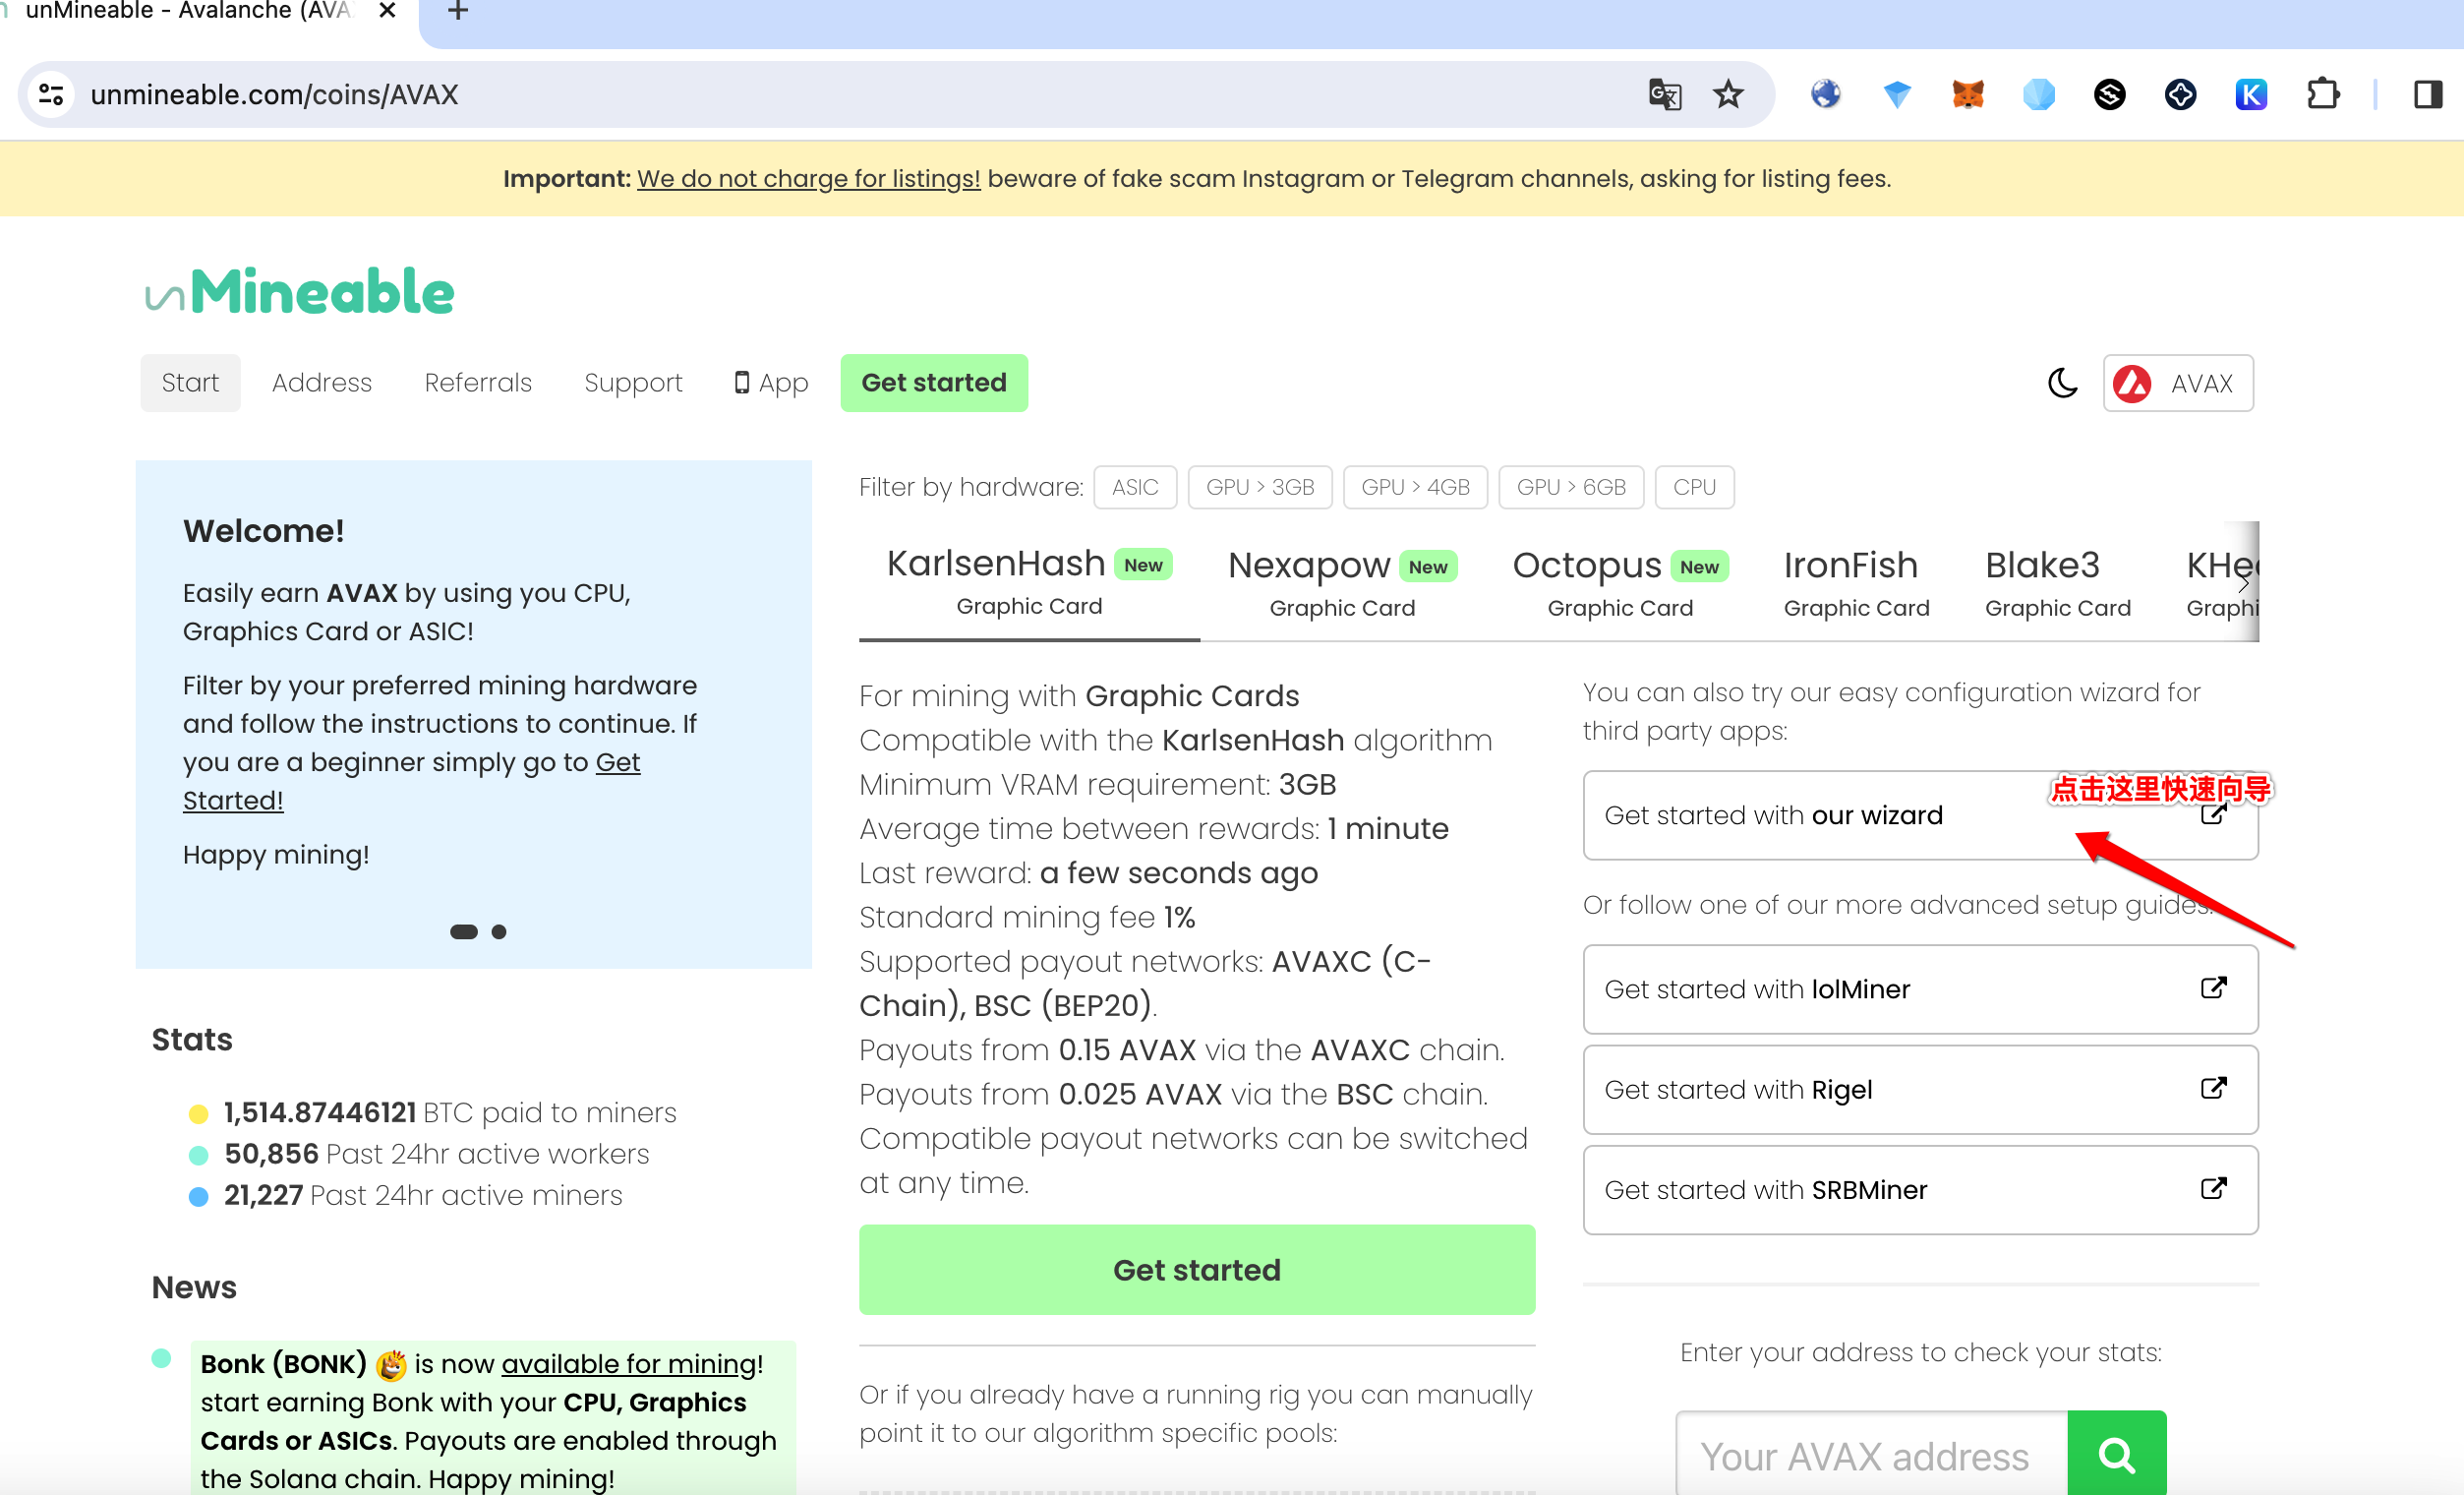 unMineable - Avalanche (AVA
unmineable.com/coins/AVAX
Important: We do not charge for listings! beware of fake scam Instagram or Telegram channels, asking for listing fees.
unMineable
Start Address Referrals Support App Get started AVAX
Welcome!
Easily earn AVAX by using you CPU,
Graphics Card or ASIC!
Filter by your preferred mining hardware
and follow the instructions to continue. If
you are a beginner simply go to Get
Started!
Happy mining!
Stats
1,514.87446121 BTC paid to miners
50,856 Past 24hr active workers
21,227 Past 24hr active miners
News
Bonk (BONK) is now available for mining!
start earning Bonk with your CPU, Graphics
Cards or ASICs. Payouts are enabled through
the Solana chain. Happy mining!
Filter by hardware: ASIC GPU > 3GB GPU > 4GB GPU > 6GB CPU
KarlsenHash New Nexapow New Octopus New IronFish Blake3 KHe
Graphic Card Graphic Card Graphic Card Graphic Card Graphic Card Graphi
For mining with Graphic Cards
Compatible with the KarlsenHash algorithm
Minimum VRAM requirement: 3GB
Average time between rewards: 1 minute
Last reward: a few seconds ago
Standard mining fee 1%
Supported payout networks: AVAXC (C-
Chain), BSC (BEP20).
Payouts from 0.15 AVAX via the AVAXC chain.
Payouts from 0.025 AVAX via the BSC chain.
Compatible payout networks can be switched
at any time.
Get started
Or if you already have a running rig you can manually
point it to our algorithm specific pools:
You can also try our easy configuration wizard for
third party apps:
点击这里快速向导
Get started with our wizard
Or follow one of our more advanced setup guides:
Get started with lolMiner
Get started with Rigel
Get started with SRBMiner
Enter your address to check your stats:
Your AVAX address